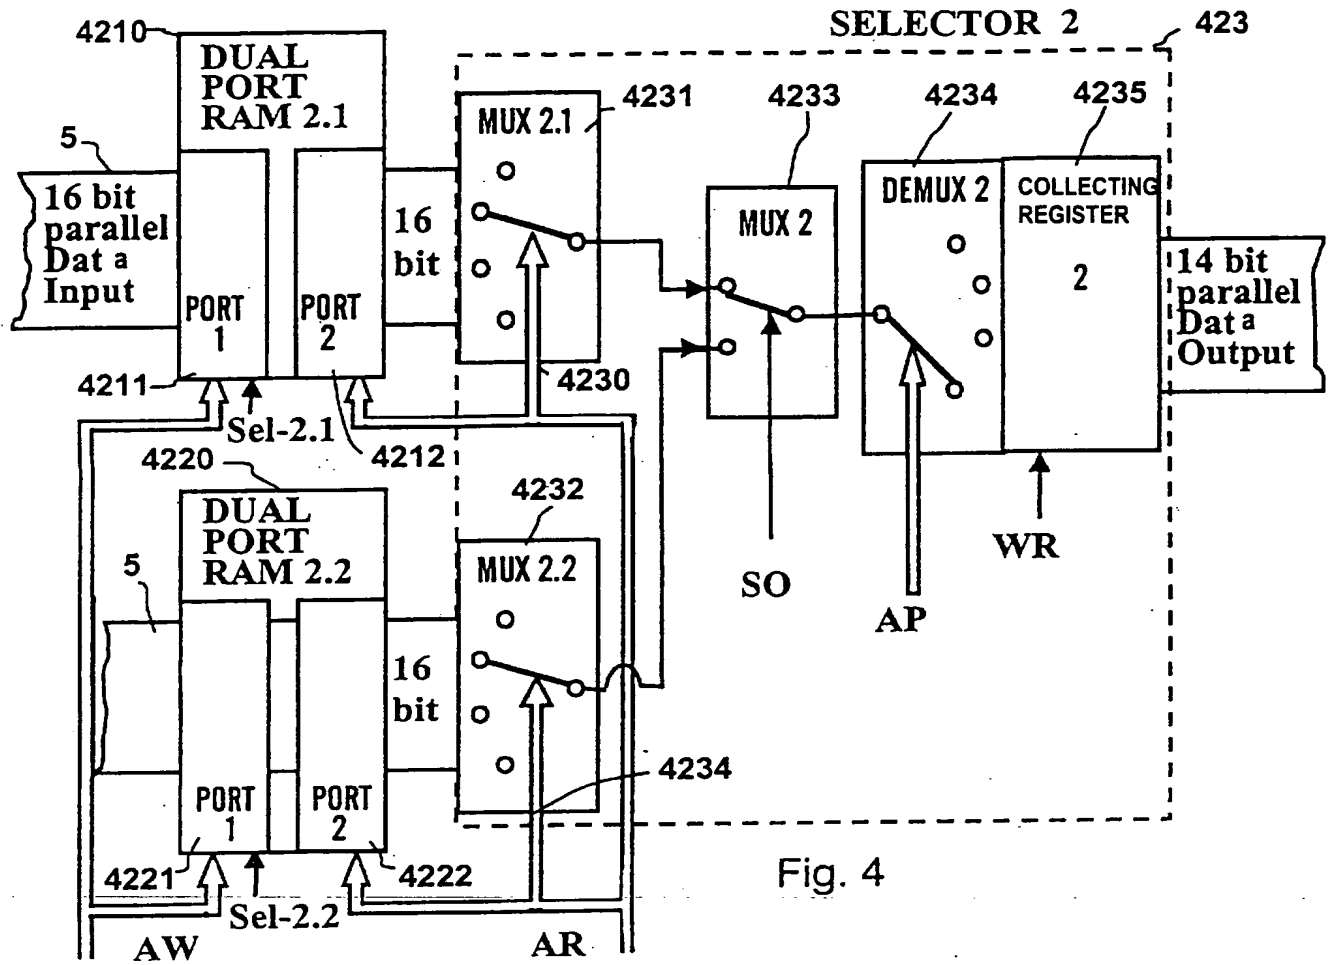 SELECTOR 2
423
4210
DUAL
PORT
RAM 2.1
5
16 bit
parallel
Dat a
Input
PORT
1
PORT
2
16
bit
MUX 2.1
4231
4233
4234
4235
MUX 2
DEMUX 2
COLLECTING
REGISTER
2
14 bit
parallel
Dat a
Output
4211
Sel-2.1
4212
4230
4220
DUAL
PORT
RAM 2.2
5
4232
MUX 2.2
SO
AP
WR
16
bit
PORT
1
PORT
2
4234
4221
Sel-2.2
4222
AW
AR
Fig. 4